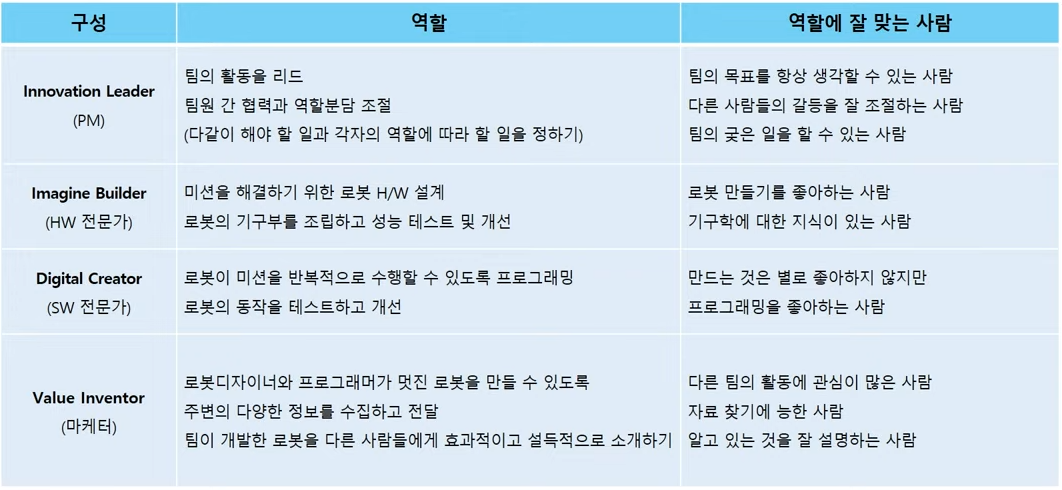 구성
역할
역할에 잘 맞는 사람
Innovation Leader
(PM)
팀의 활동을 리드
팀원 간 협력과 역할분담 조절
(다같이 해야 할 일과 각자의 역할에 따라 할 일을 정하기)
팀의 목표를 항상 생각할 수 있는 사람
다른 사람들의 갈등을 잘 조절하는 사람
팀의 궂은 일을 할 수 있는 사람
Imagine Builder
(HW 전문가)
미션을 해결하기 위한 로봇 H/W 설계
로봇의 기구부를 조립하고 성능 테스트 및 개선
로봇 만들기를 좋아하는 사람
기구학에 대한 지식이 있는 사람
Digital Creator
(SW 전문가)
로봇이 미션을 반복적으로 수행할 수 있도록 프로그래밍
로봇의 동작을 테스트하고 개선
만드는 것은 별로 좋아하지 않지만
프로그래밍을 좋아하는 사람
Value Inventor
(마케터)
로봇디자이너와 프로그래머가 멋진 로봇을 만들 수 있도록
주변의 다양한 정보를 수집하고 전달
팀이 개발한 로봇을 다른 사람들에게 효과적이고 설득적으로 소개하기
다른 팀의 활동에 관심이 많은 사람
자료 찾기에 능한 사람
알고 있는 것을 잘 설명하는 사람